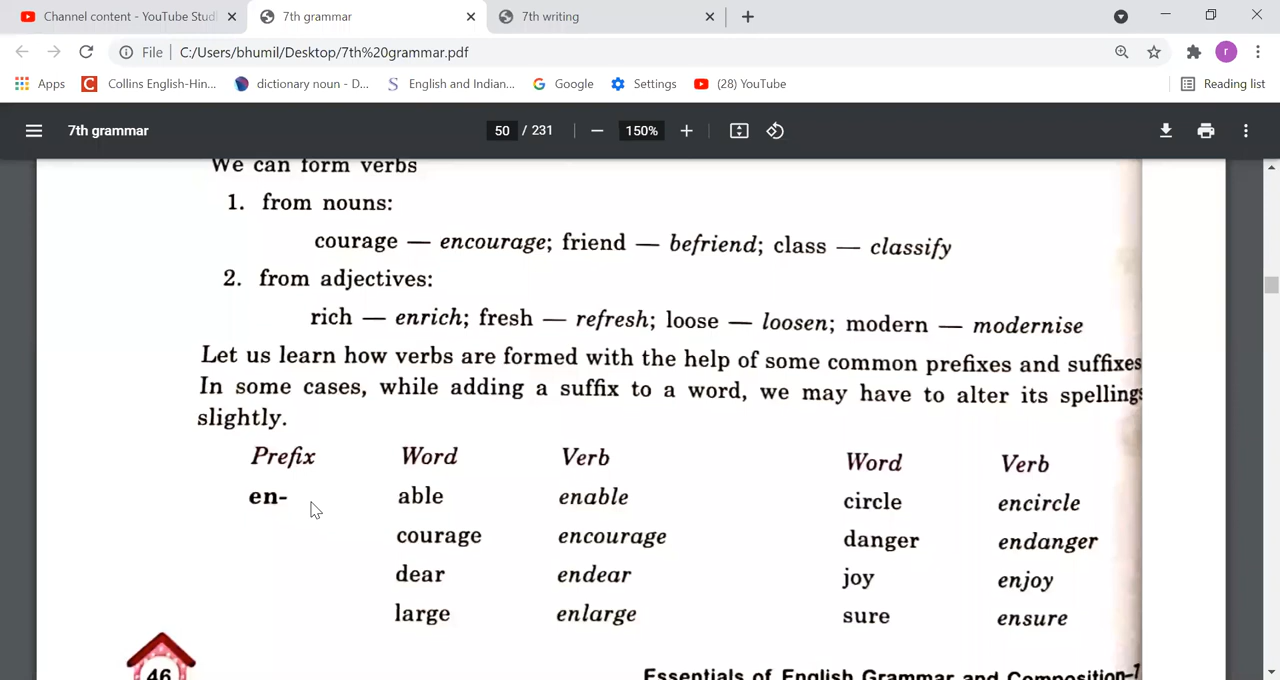 Channel content - YouTube Stud
7th grammar
7th writing
File
C:/Users/bhumil/Desktop/7th%20grammar.pdf
r
Apps
Collins English-Hin...
dictionary noun - D...
English and Indian...
Google
Settings
(28) YouTube
Reading list
7th grammar
50 / 231
150%
We can form verbs
1. from nouns:
courage — encourage; friend — befriend; class — classify
2. from adjectives:
rich — enrich; fresh — refresh; loose — loosen; modern — modernise
Let us learn how verbs are formed with the help of some common prefixes and suffixes
In some cases, while adding a suffix to a word, we may have to alter its spellings
slightly.
Prefix Word Verb Word Verb
en- able enable circle encircle
courage encourage danger endanger
dear endear joy enjoy
large enlarge sure ensure
46
Essentials of English Grammar and Composition-7